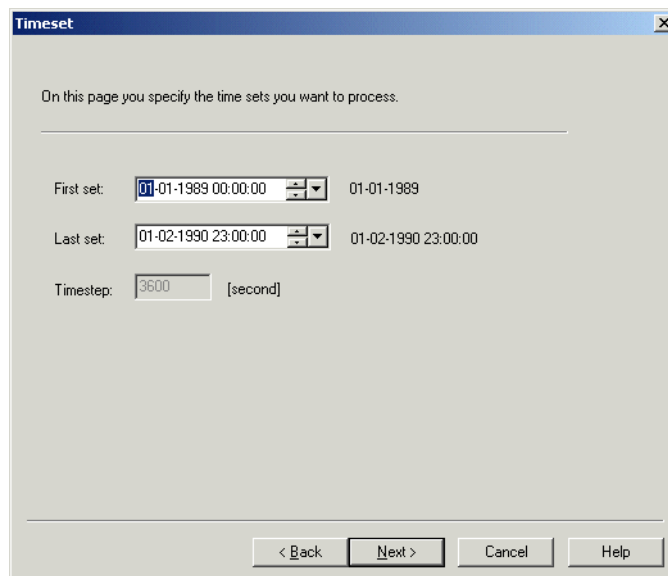 Timeset
On this page you specify the time sets you want to process.
First set: 01-01-1989 00:00:00 01-01-1989
Last set: 01-02-1990 23:00:00 01-02-1990 23:00:00
Timestep: 3600 [second]
< Back Next > Cancel Help